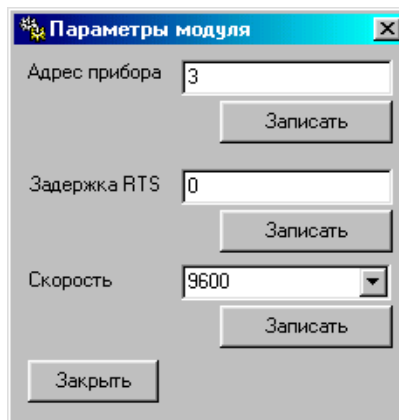 Параметры модуля
Адрес прибора 3
Записать
Задержка RTS 0
Записать
Скорость 9600
Записать
Закрыть